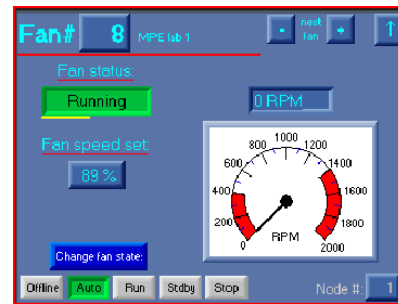 Fan# 8 MPE lab 1 - next fan + ↑
Fan status:
Running
0 RPM
Fan speed set:
89 %
0 200 400 600 800 1000 1200 1400 1600 1800 2000
RPM
Change fan state:
Offline Auto Run Stdby Stop
Node #: 1